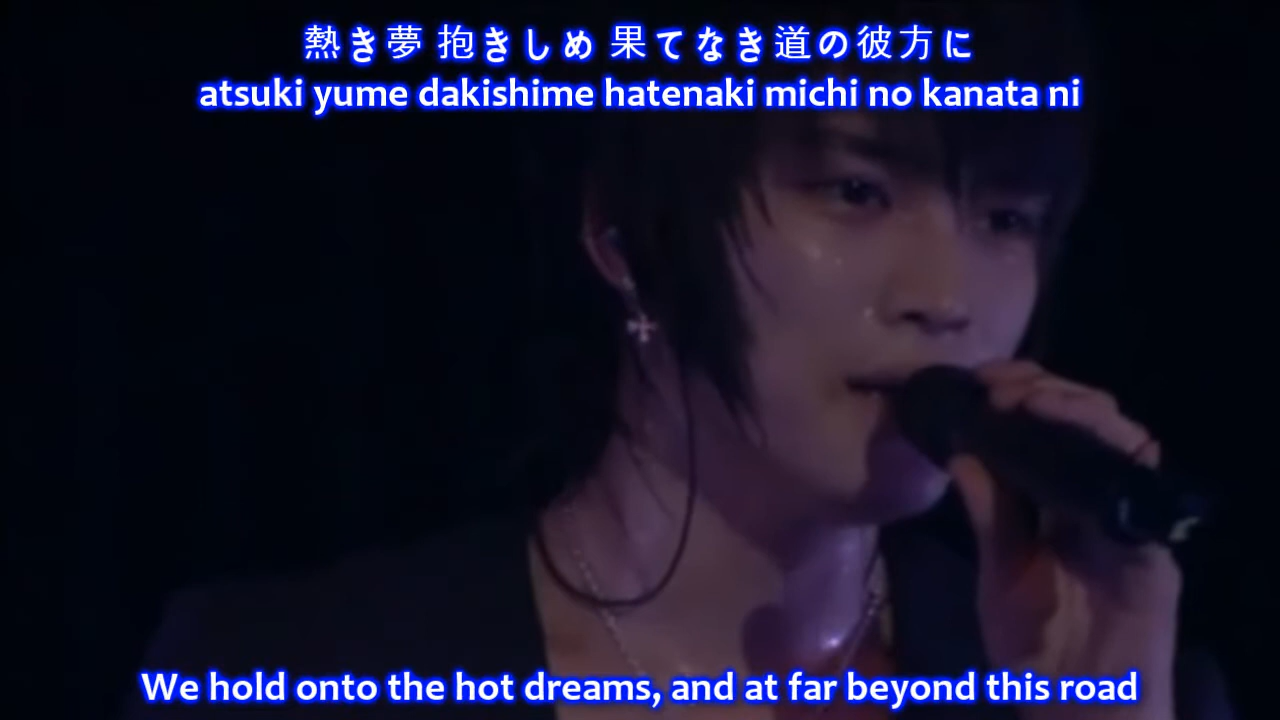 熱き夢 抱きしめ 果てなき道の彼方に
atsuki yume dakishime hatenaki michi no kanata ni
We hold onto the hot dreams, and at far beyond this road